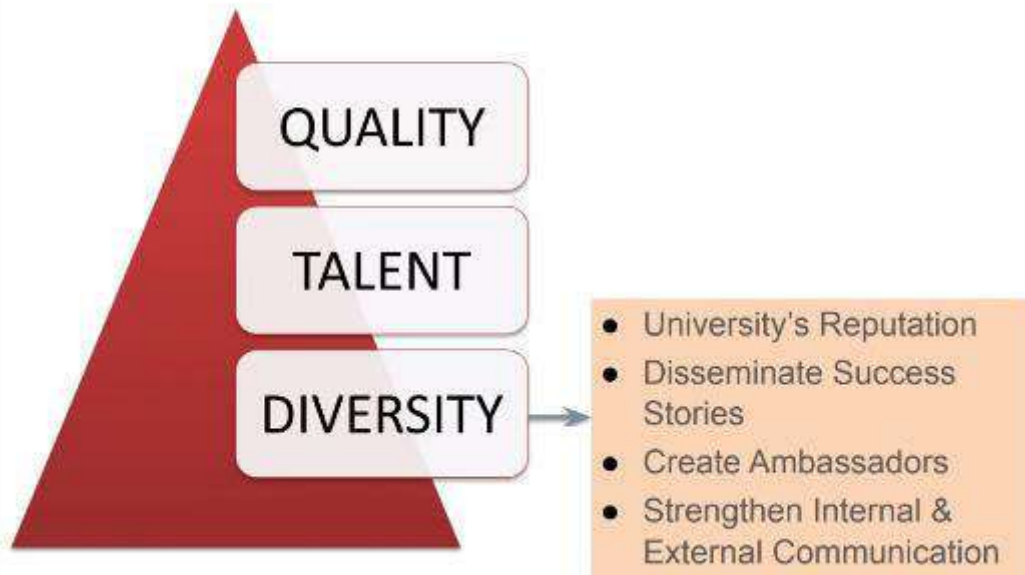 QUALITY
TALENT
DIVERSITY
● University's Reputation
● Disseminate Success
Stories
● Create Ambassadors
● Strengthen Internal &
External Communication